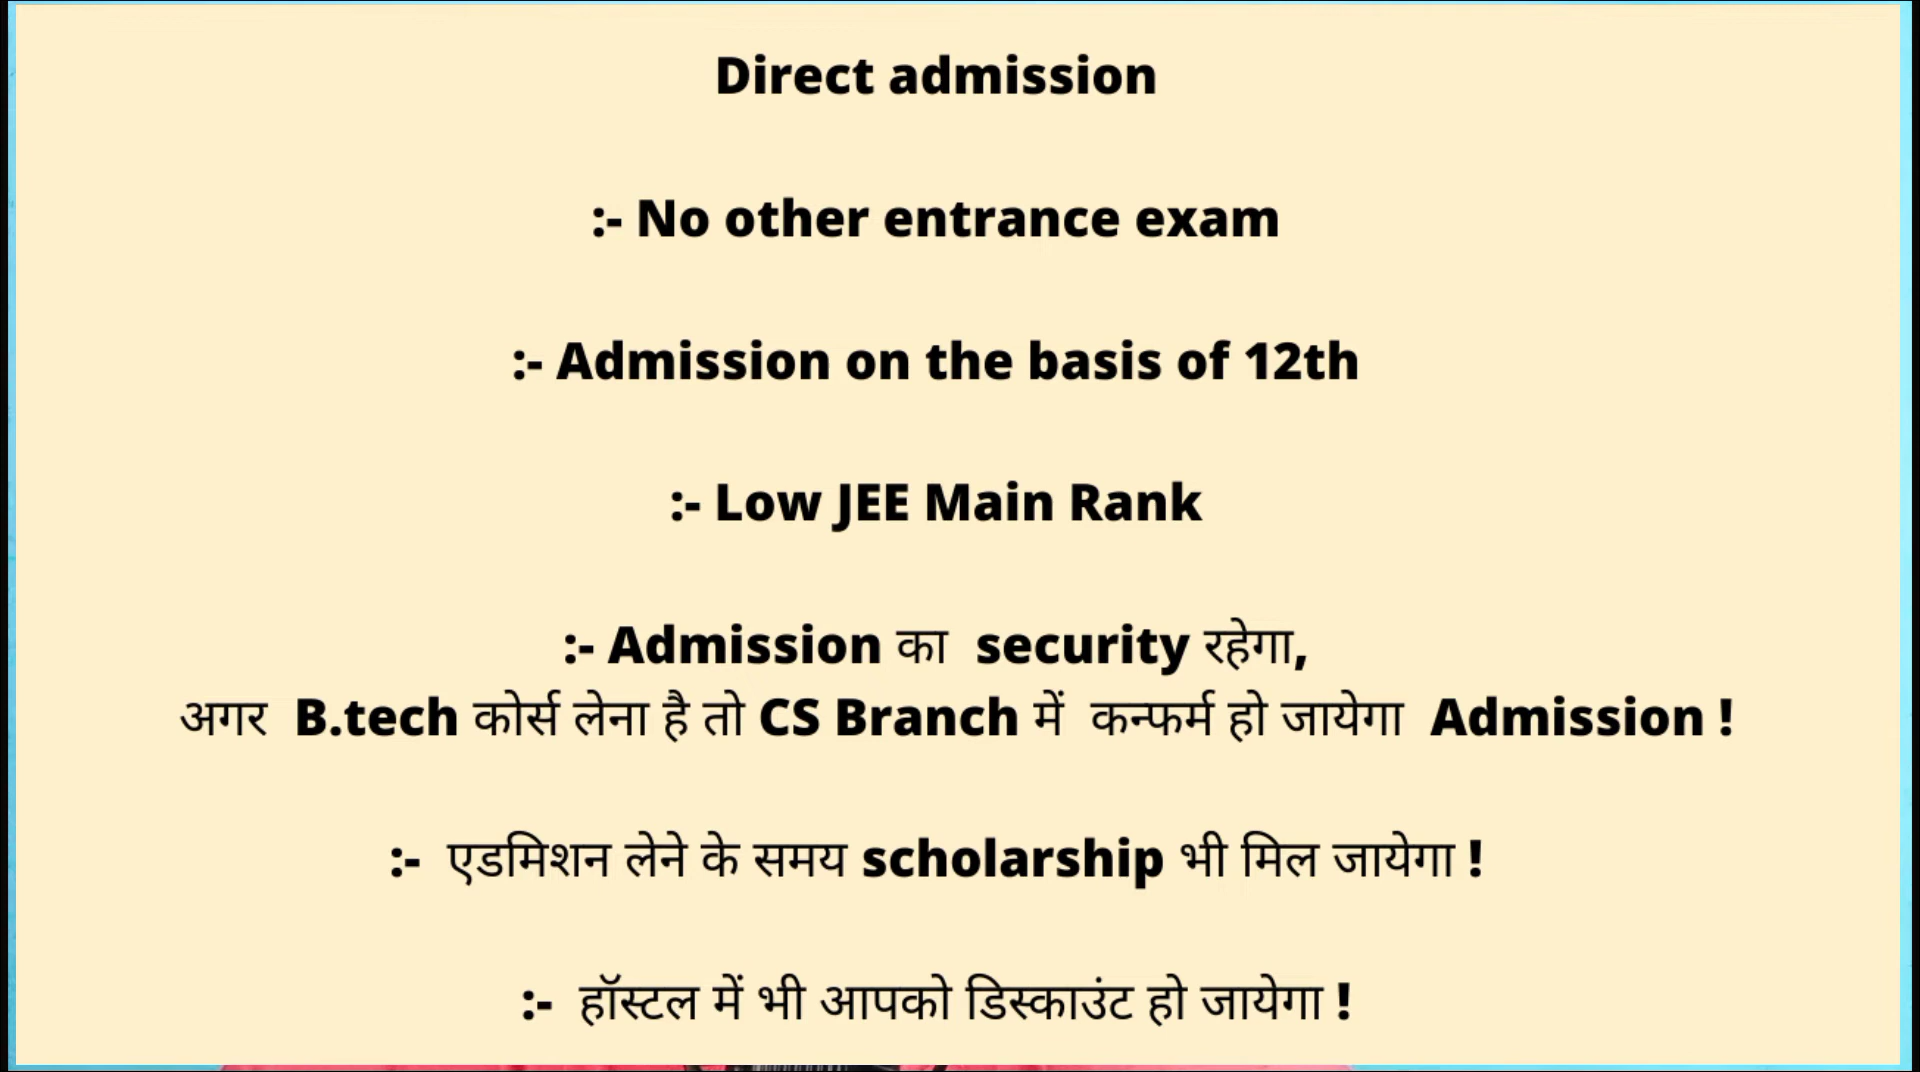 Direct admission
:- No other entrance exam
:- Admission on the basis of 12th
:- Low JEE Main Rank
:- Admission का security रहेगा,
अगर B.tech कोर्स लेना है तो CS Branch में कन्फर्म हो जायेगा Admission !
:- एडमिशन लेने के समय scholarship भी मिल जायेगा !
:- हॉस्टल में भी आपको डिस्काउंट हो जायेगा !